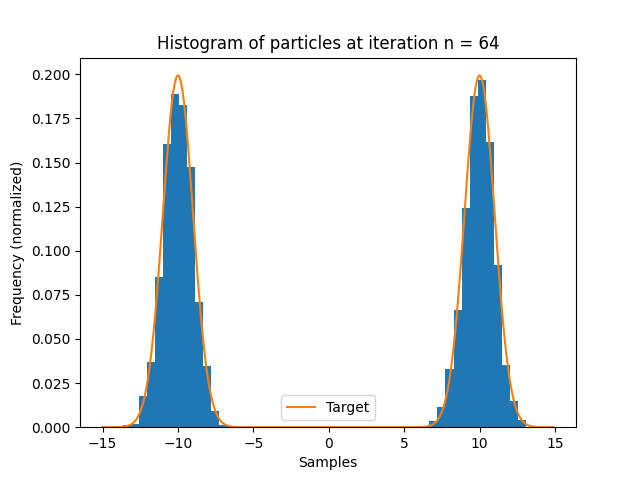 Histogram of particles at iteration n = 64
Frequency (normalized)
0.200
0.175
0.150
0.125
0.100
0.075
0.050
0.025
0.000
Target
−15 −10 −5 0 5 10 15
Samples